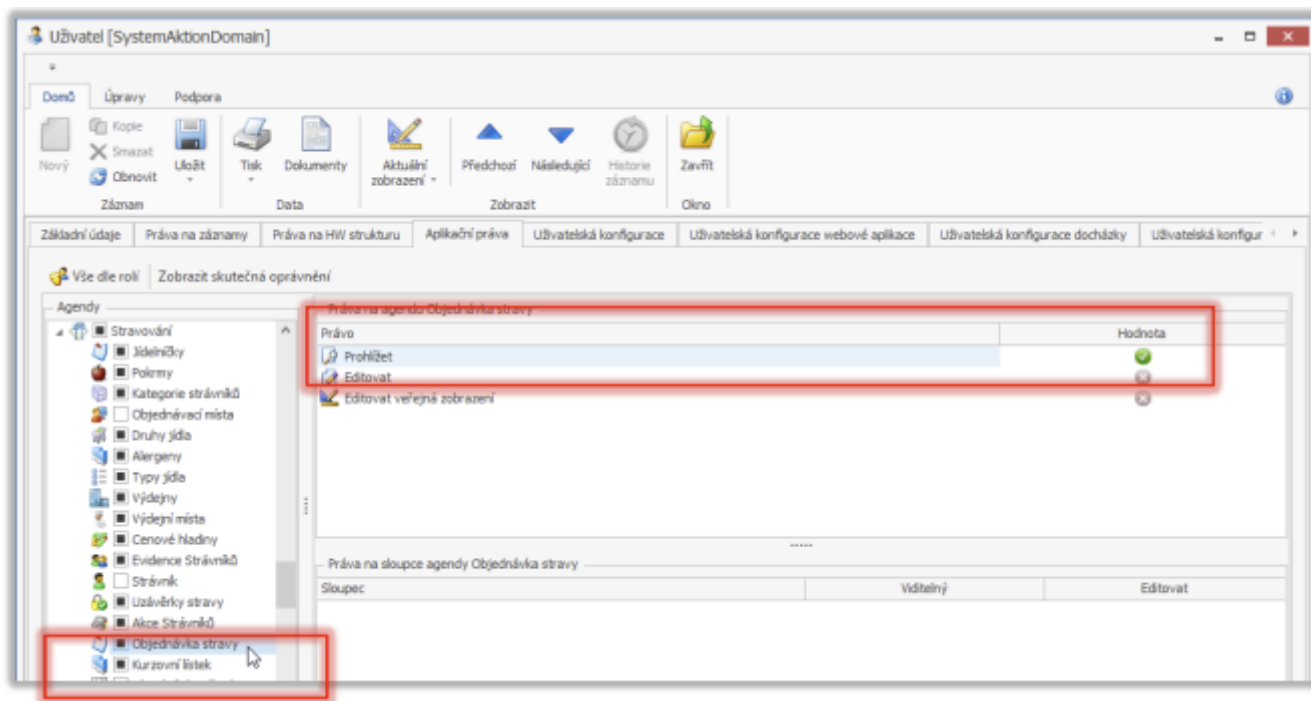 Uživatel [SystemAktionDomain]
Domů Úpravy Podpora
Nový
Kopie
Smazat
Obnovit
Uložit
Tisk
Dokumenty
Aktuální zobrazení
Předchozí
Následující
Historie záznamu
Zavřít
Záznam Data Zobrazit Okno
Základní údaje Práva na záznamy Práva na HW strukturu Aplikační práva Uživatelská konfigurace Uživatelská konfigurace webové aplikace Uživatelská konfigurace docházky Uživatelská konfigur
Vše dle rolí Zobrazit skutečná oprávnění
Agendy
Stravování
Jídelníčky
Pokrmy
Kategorie strávníků
Objednávací místa
Druhy jídla
Alergeny
Typy jídla
Výdejny
Výdejní místa
Cenové hladiny
Evidence Strávníků
Strávník
Uzávěrky stravy
Akce Strávníků
Objednávka stravy
Kurzovní lístek
Práva na agendu Objednávka stravy
Právo Hodnota
Prohlížet
Editovat
Editovat veřejná zobrazení
Práva na sloupce agendy Objednávka stravy
Sloupec Viditelný Editovat